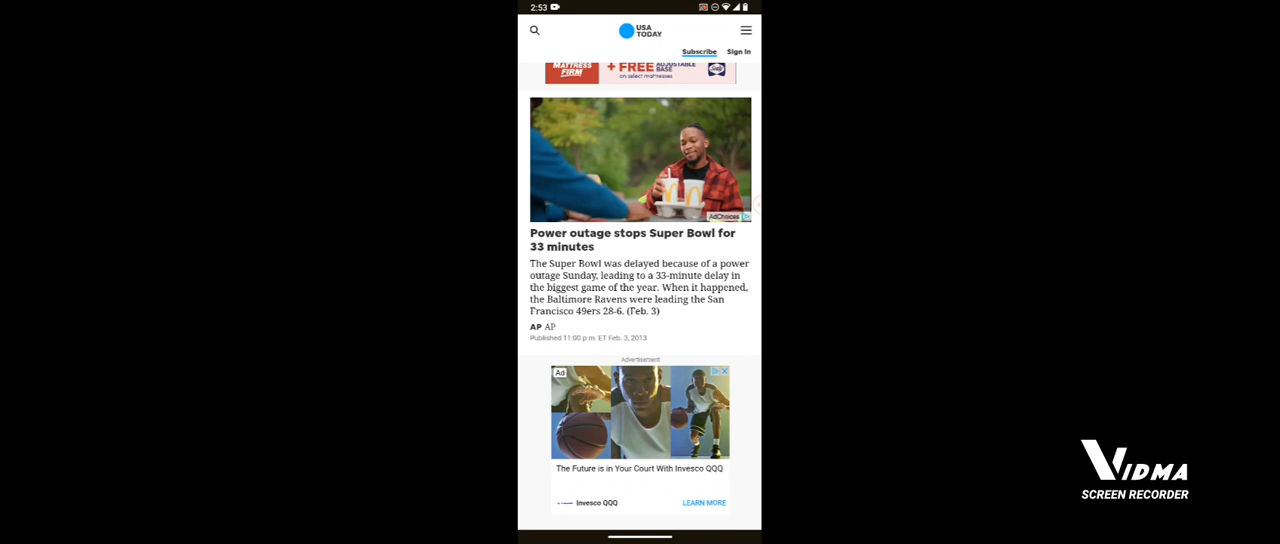 2:53
USA
TODAY
Subscribe Sign In
MATTRESS
FIRM
+ FREE ADJUSTABLE
BASE
on select mattresses
Sealy
AdChoices
Power outage stops Super Bowl for
33 minutes
The Super Bowl was delayed because of a power
outage Sunday, leading to a 33-minute delay in
the biggest game of the year. When it happened,
the Baltimore Ravens were leading the San
Francisco 49ers 28-6. (Feb. 3)
AP AP
Published 11:00 p.m. ET Feb. 3, 2013
Advertisement
Ad
The Future is in Your Court With Invesco QQQ
Invesco QQQ
LEARN MORE
VIDMA
SCREEN RECORDER